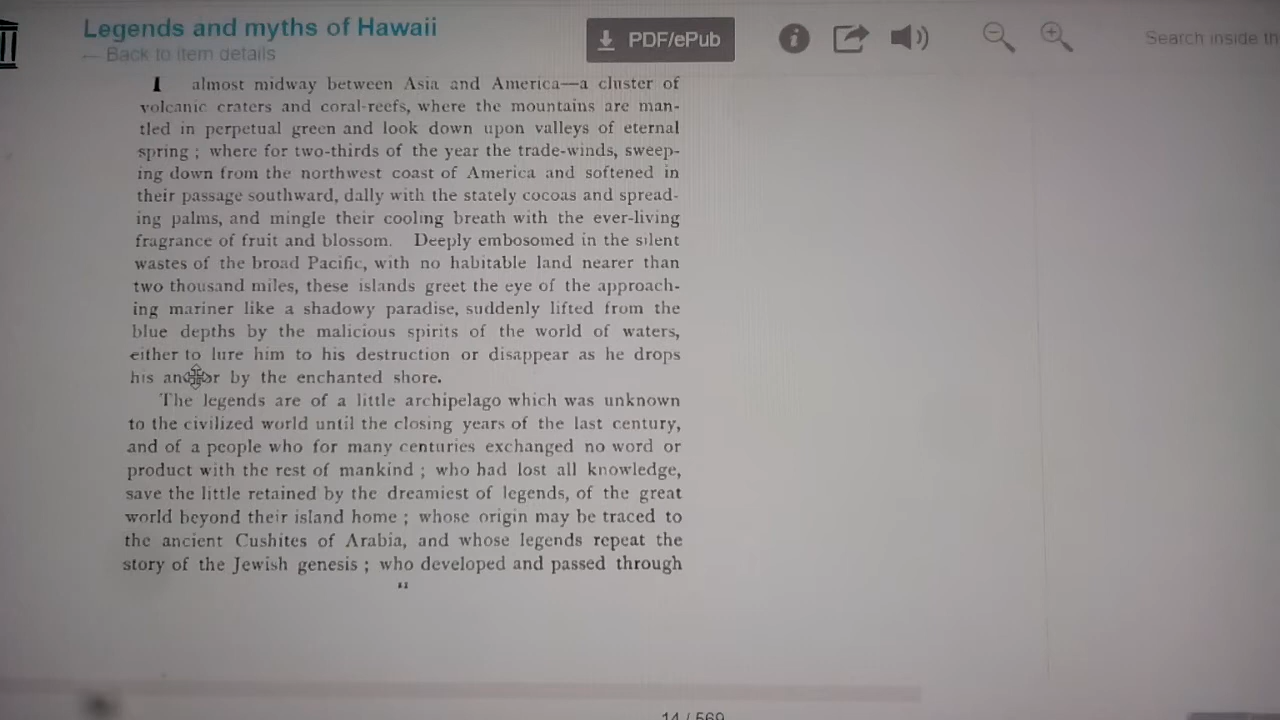 Legends and myths of Hawaii
← Back to item details
PDF/ePub
Search inside th
almost midway between Asia and America—a cluster of
volcanic craters and coral-reefs, where the mountains are man-
tled in perpetual green and look down upon valleys of eternal
spring ; where for two-thirds of the year the trade-winds, sweep-
ing down from the northwest coast of America and softened in
their passage southward, dally with the stately cocoas and spread-
ing palms, and mingle their cooling breath with the ever-living
fragrance of fruit and blossom. Deeply embosomed in the silent
wastes of the broad Pacific, with no habitable land nearer than
two thousand miles, these islands greet the eye of the approach-
ing mariner like a shadowy paradise, suddenly lifted from the
blue depths by the malicious spirits of the world of waters,
either to lure him to his destruction or disappear as he drops
his anchor by the enchanted shore.
The legends are of a little archipelago which was unknown
to the civilized world until the closing years of the last century,
and of a people who for many centuries exchanged no word or
product with the rest of mankind ; who had lost all knowledge,
save the little retained by the dreamiest of legends, of the great
world beyond their island home ; whose origin may be traced to
the ancient Cushites of Arabia, and whose legends repeat the
story of the Jewish genesis ; who developed and passed through
14 / 569